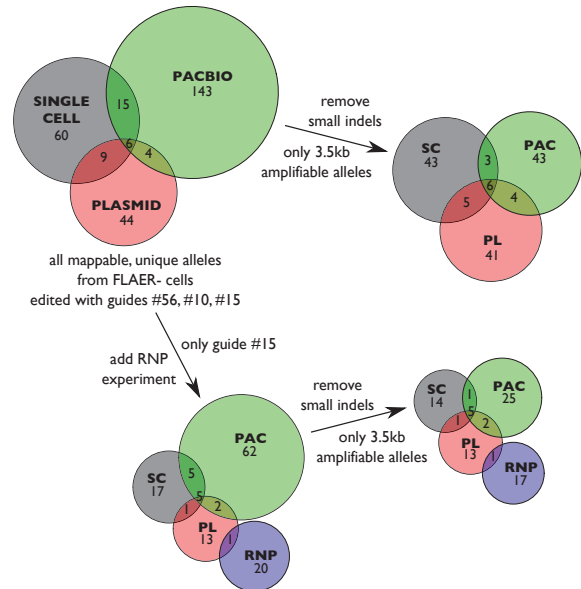 PACBIO
143
SINGLE
CELL
60
15
6
9
4
PLASMID
44
remove
small indels
only 3.5kb
amplifiable alleles
SC
43
3
PAC
43
6
5
4
PL
41
all mappable, unique alleles
from FLAER- cells
edited with guides #56, #10, #15
only guide #15
add RNP
experiment
PAC
62
SC
17
5
5
1
2
PL
13
1
RNP
20
remove
small indels
only 3.5kb
amplifiable alleles
SC
14
1
PAC
25
5
1
2
PL
13
1
RNP
17